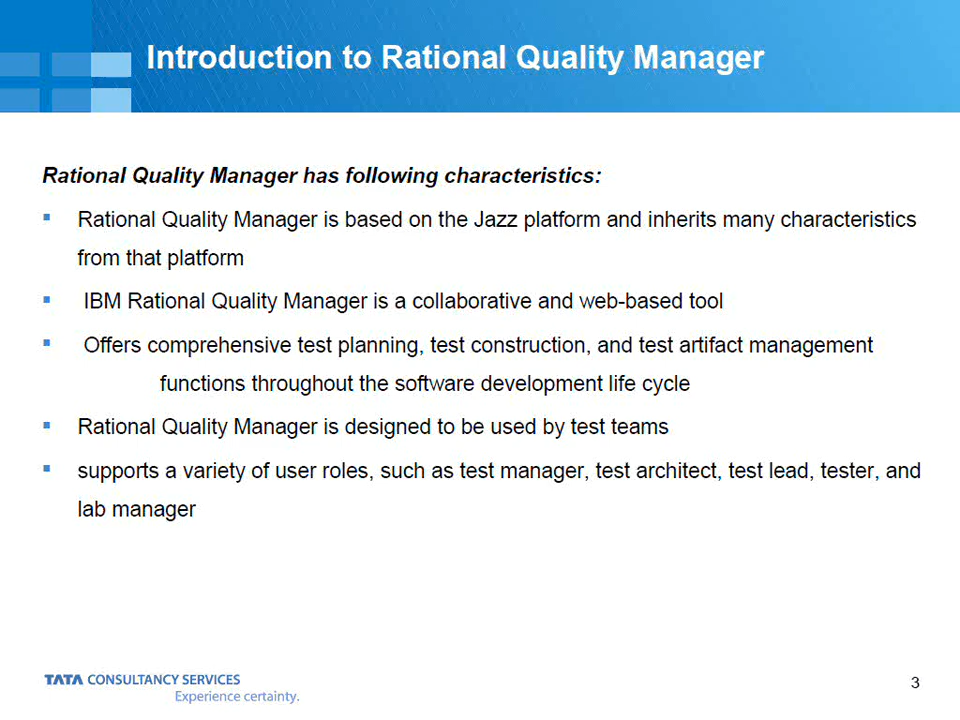 Introduction to Rational Quality Manager
Rational Quality Manager has following characteristics:
▪ Rational Quality Manager is based on the Jazz platform and inherits many characteristics
from that platform
▪ IBM Rational Quality Manager is a collaborative and web-based tool
▪ Offers comprehensive test planning, test construction, and test artifact management
functions throughout the software development life cycle
▪ Rational Quality Manager is designed to be used by test teams
▪ supports a variety of user roles, such as test manager, test architect, test lead, tester, and
lab manager
TATA CONSULTANCY SERVICES
Experience certainty.
3